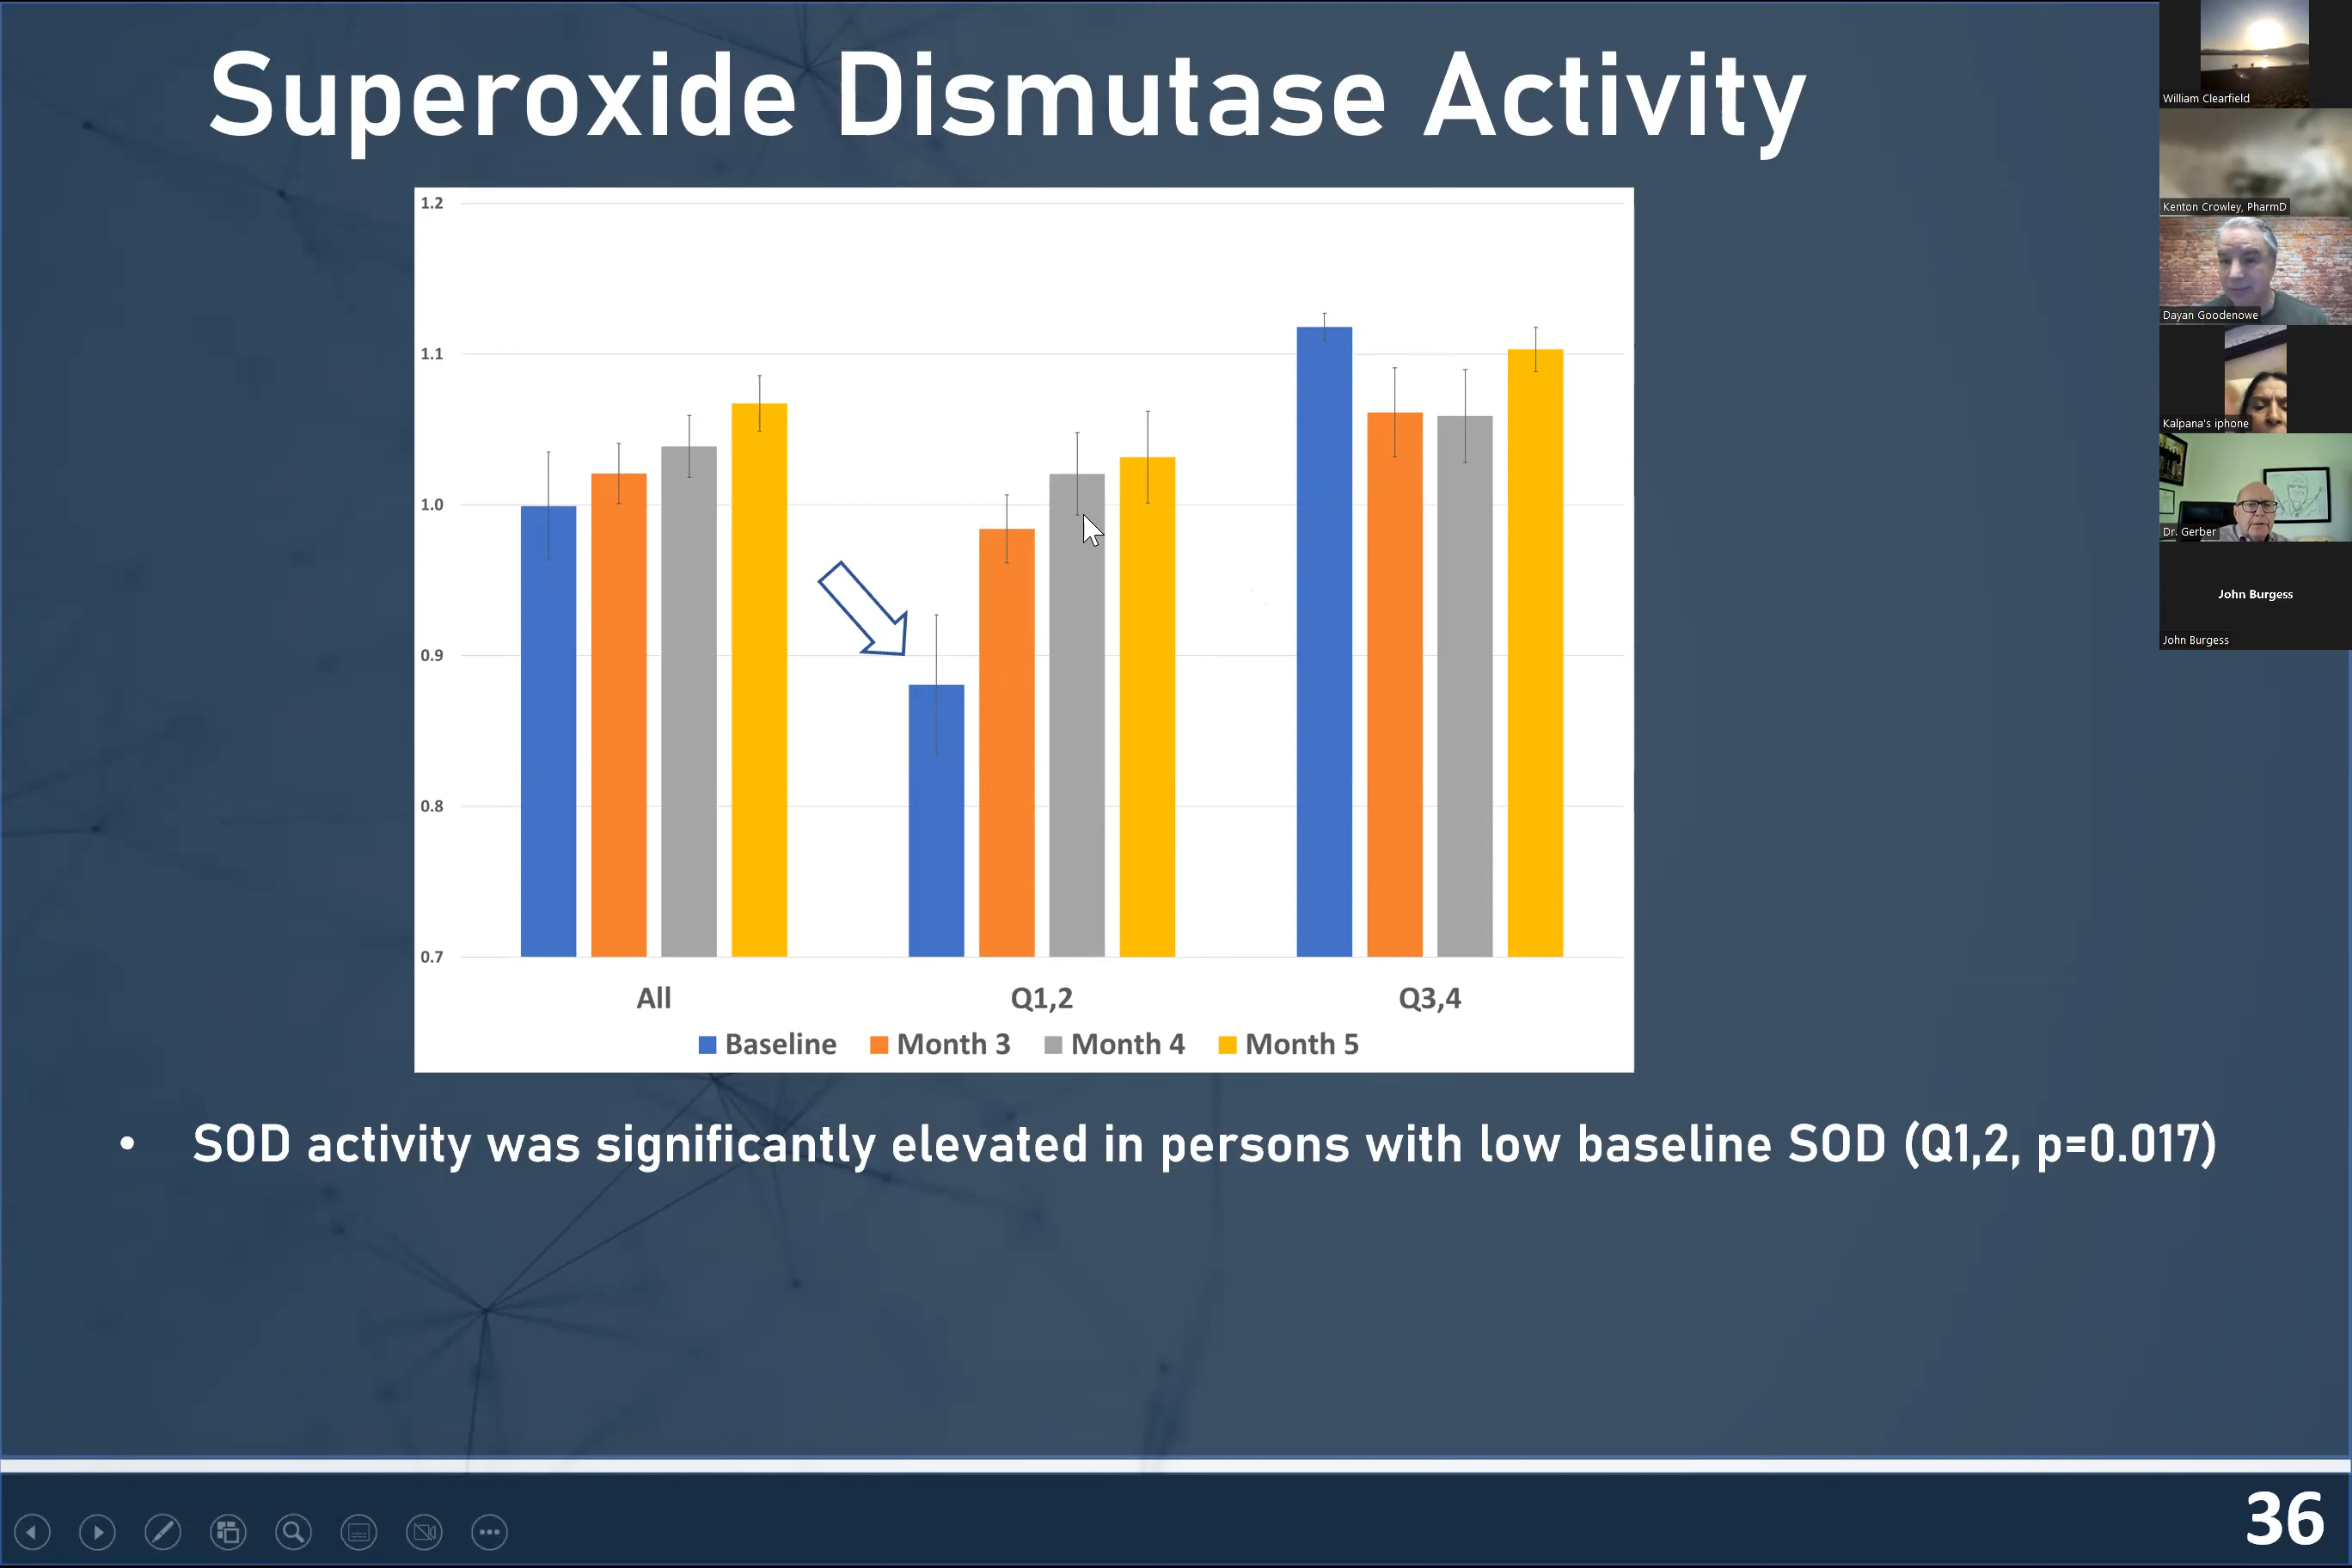 Superoxide Dismutase Activity
1.2
1.1
1.0
0.9
0.8
0.7
All Q1,2 Q3,4
Baseline Month 3 Month 4 Month 5
• SOD activity was significantly elevated in persons with low baseline SOD (Q1,2, p=0.017)
36
William Clearfield
Kenton Crowley, PharmD
Dayan Goodenowe
Kalpana's iphone
Dr. Gerber
John Burgess
John Burgess